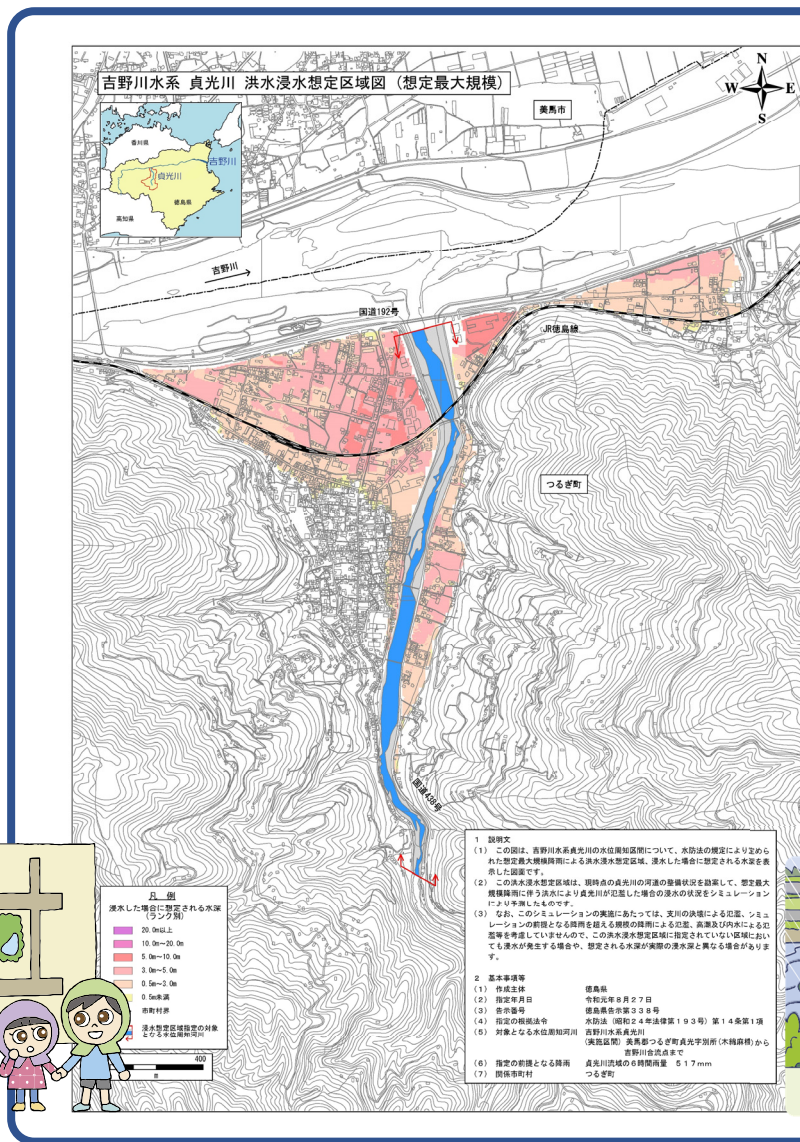 吉野川水系 貞光川 洪水浸水想定区域図（想定最大規模）
美馬市
N
W
E
S
香川県
吉野川
貞光川
徳島県
高知県
吉野川
国道192号
JR徳島線
つるぎ町
国道438号
凡 例
浸水した場合に想定される水深
（ランク別）
20.0m以上
10.0m～20.0m
5.0m～10.0m
3.0m～5.0m
0.5m～3.0m
0.5m未満
市町村界
浸水想定区域指定の対象
となる水位周知河川
400
m
1 説明文
(1) この図は、吉野川水系貞光川の水位周知区間について、水防法の規定により定めら
れた想定最大規模降雨による洪水浸水想定区域、浸水した場合に想定される水深を表
示した図面です。
(2) この洪水浸水想定区域は、現時点の貞光川の河道の整備状況を勘案して、想定最大
規模降雨に伴う洪水により貞光川が氾濫した場合の浸水の状況をシミュレーション
により予測したものです。
(3) なお、このシミュレーションの実施にあたっては、支川の決壊による氾濫、シミュ
レーションの前提となる降雨を超える規模の降雨による氾濫、高潮及び内水による氾
濫等を考慮していませんので、この洪水浸水想定区域に指定されていない区域におい
ても浸水が発生する場合や、想定される水深が実際の浸水深と異なる場合がありま
す。
2 基本事項等
(1) 作成主体 徳島県
(2) 指定年月日 令和元年８月２７日
(3) 告示番号 徳島県告示第３３８号
(4) 指定の根拠法令 水防法（昭和２４年法律第１９３号）第１４条第１項
(5) 対象となる水位周知河川 吉野川水系貞光川
（実施区間）美馬郡つるぎ町貞光字別所（木綿麻橋）から
吉野川合流点まで
(6) 指定の前提となる降雨 貞光川流域の６時間雨量 ５１７mm
(7) 関係市町村 つるぎ町